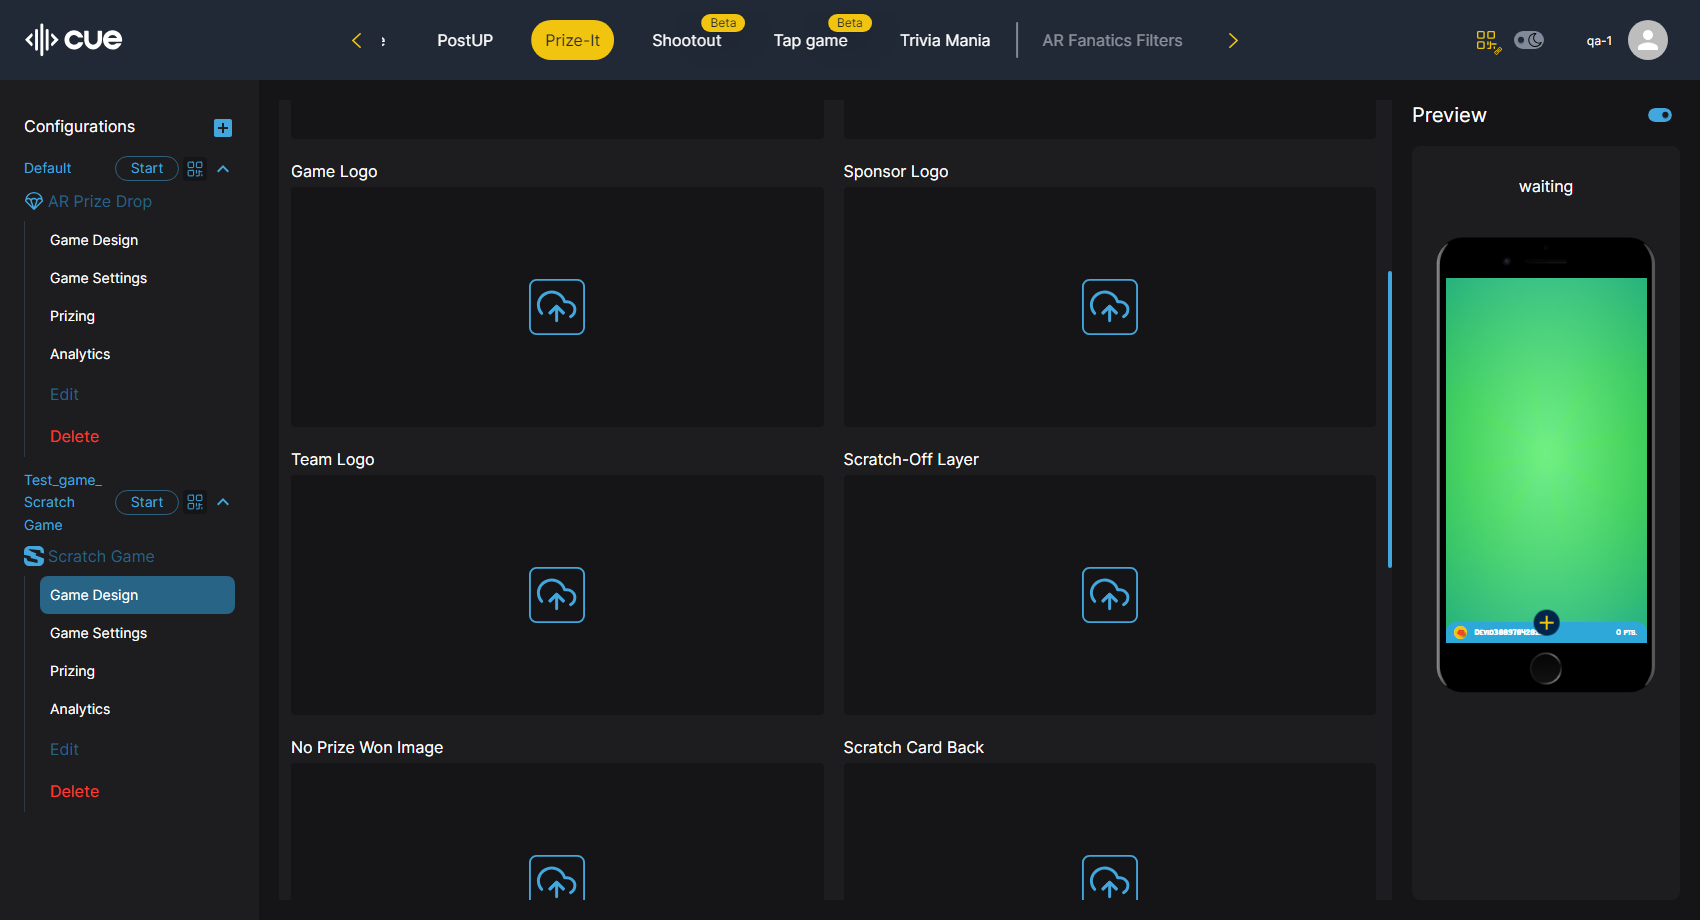 cue
PostUP
Prize-It
Shootout
Beta
Tap game
Beta
Trivia Mania
AR Fanatics Filters
qa-1
Configurations
Default
Start
AR Prize Drop
Game Design
Game Settings
Prizing
Analytics
Edit
Delete
Test_game_
Scratch
Game
Start
Scratch Game
Game Design
Game Settings
Prizing
Analytics
Edit
Delete
Game Logo
Sponsor Logo
Team Logo
Scratch-Off Layer
No Prize Won Image
Scratch Card Back
Preview
waiting
0 PTS.